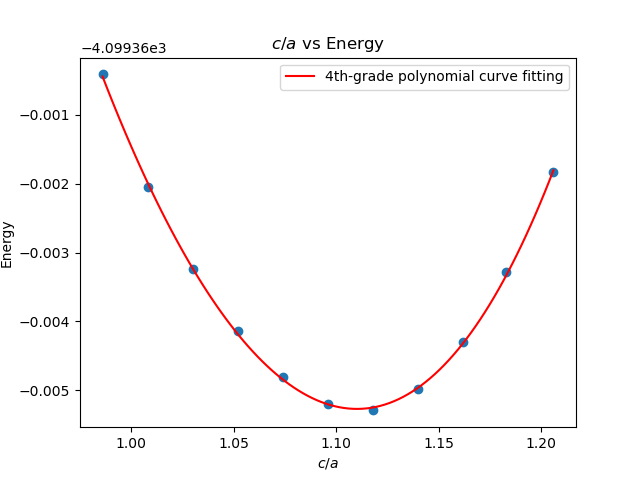 c/a vs Energy
−4.09936e3
4th-grade polynomial curve fitting
−0.001
−0.002
−0.003
−0.004
−0.005
Energy
1.00 1.05 1.10 1.15 1.20
c/a